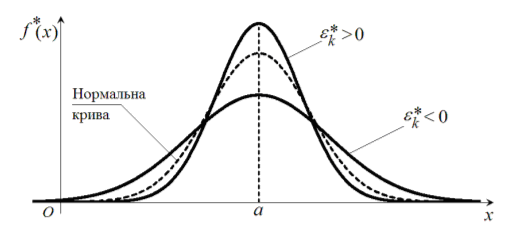 f*(x)
ε*k>0
Нормальна
крива
ε*k<0
O
a
x